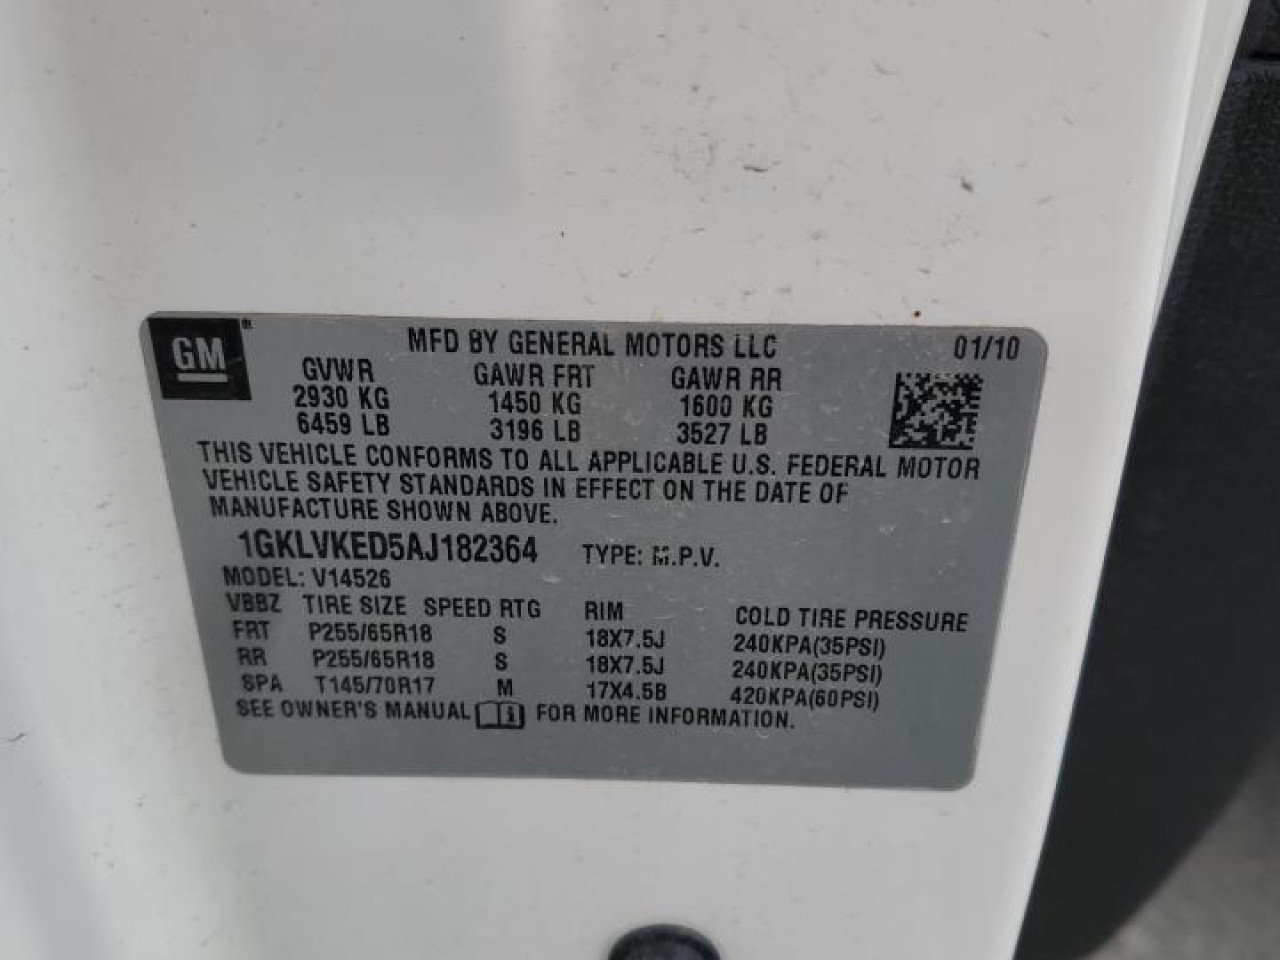 GM
MFD BY GENERAL MOTORS LLC 01/10
GVWR GAWR FRT GAWR RR
2930 KG 1450 KG 1600 KG
6459 LB 3196 LB 3527 LB
THIS VEHICLE CONFORMS TO ALL APPLICABLE U.S. FEDERAL MOTOR
VEHICLE SAFETY STANDARDS IN EFFECT ON THE DATE OF
MANUFACTURE SHOWN ABOVE.
1GKLVKED5AJ182364 TYPE: M.P.V.
MODEL: V14526
VBBZ TIRE SIZE SPEED RTG RIM COLD TIRE PRESSURE
FRT P255/65R18 S 18X7.5J 240KPA(35PSI)
RR P255/65R18 S 18X7.5J 240KPA(35PSI)
SPA T145/70R17 M 17X4.5B 420KPA(60PSI)
SEE OWNER'S MANUAL i FOR MORE INFORMATION.